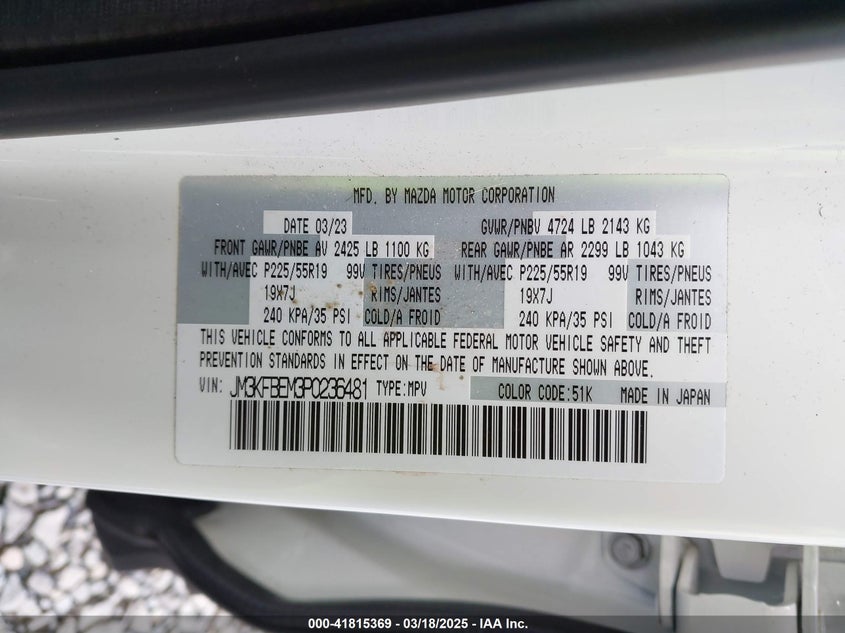 MFD. BY MAZDA MOTOR CORPORATION
DATE 03/23 GVWR/PNBV 4724 LB 2143 KG
FRONT GAWR/PNBE AV 2425 LB 1100 KG REAR GAWR/PNBE AR 2299 LB 1043 KG
WITH/AVEC P225/55R19 99V TIRES/PNEUS WITH/AVEC P225/55R19 99V TIRES/PNEUS
19X7J RIMS/JANTES 19X7J RIMS/JANTES
240 KPA/35 PSI COLD/A FROID 240 KPA/35 PSI COLD/A FROID
THIS VEHICLE CONFORMS TO ALL APPLICABLE FEDERAL MOTOR VEHICLE SAFETY AND THEFT
PREVENTION STANDARDS IN EFFECT ON THE DATE OF MANUFACTURE SHOWN ABOVE.
VIN: JM3KFBEM3P0236481 TYPE:MPV COLOR CODE:51K MADE IN JAPAN
000-41815369 - 03/18/2025 - IAA Inc.